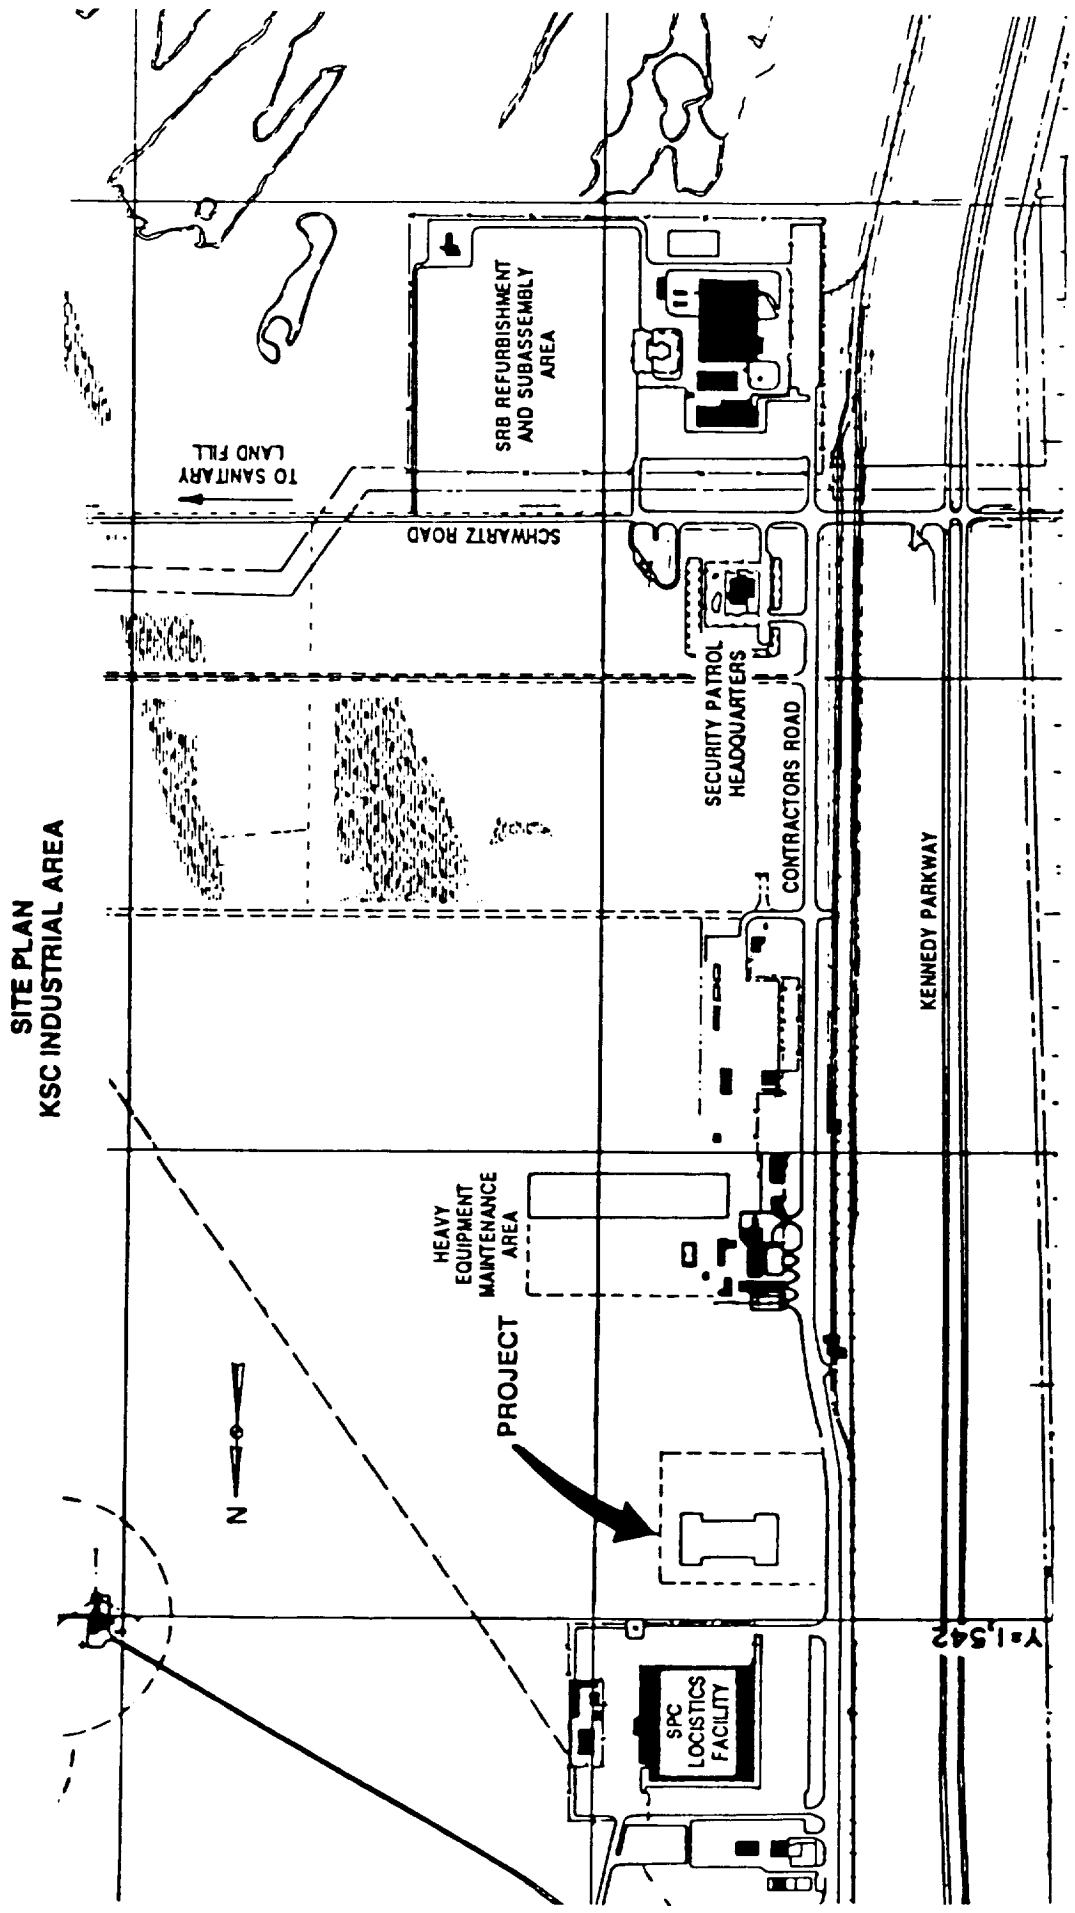 SITE PLAN
KSC INDUSTRIAL AREA
TO SANITARY
LAND FILL
SCHWARTZ ROAD
SRB REFURBISHMENT
AND SUBASSEMBLY
AREA
SECURITY PATROL
HEADQUARTERS
CONTRACTORS ROAD
KENNEDY PARKWAY
HEAVY
EQUIPMENT
MAINTENANCE
AREA
PROJECT
N
SPC
LOCISTICS
FACILITY
Y=1,542